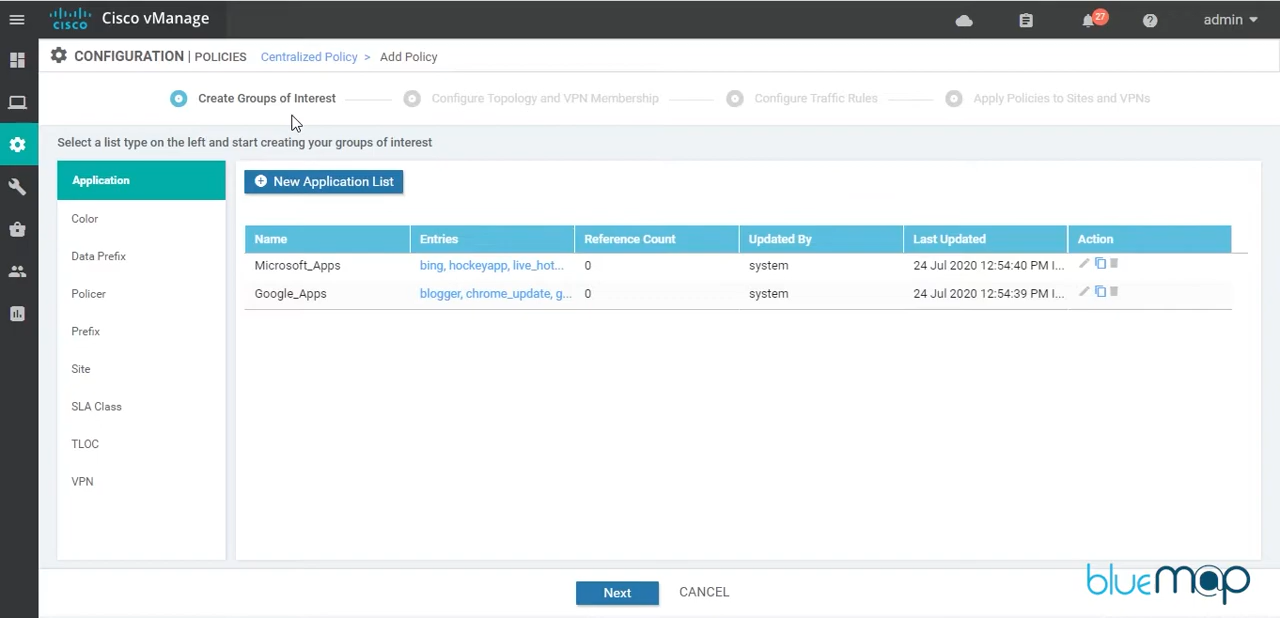 CISCO
Cisco vManage
27
admin
CONFIGURATION | POLICIES Centralized Policy > Add Policy
Create Groups of Interest
Configure Topology and VPN Membership
Configure Traffic Rules
Apply Policies to Sites and VPNs
Select a list type on the left and start creating your groups of interest
Application
Color
Data Prefix
Policer
Prefix
Site
SLA Class
TLOC
VPN
New Application List
Name Entries Reference Count Updated By Last Updated Action
Microsoft_Apps bing, hockeyapp, live_hot... 0 system 24 Jul 2020 12:54:40 PM I...
Google_Apps blogger, chrome_update, g... 0 system 24 Jul 2020 12:54:39 PM I...
Next CANCEL
bluem@p